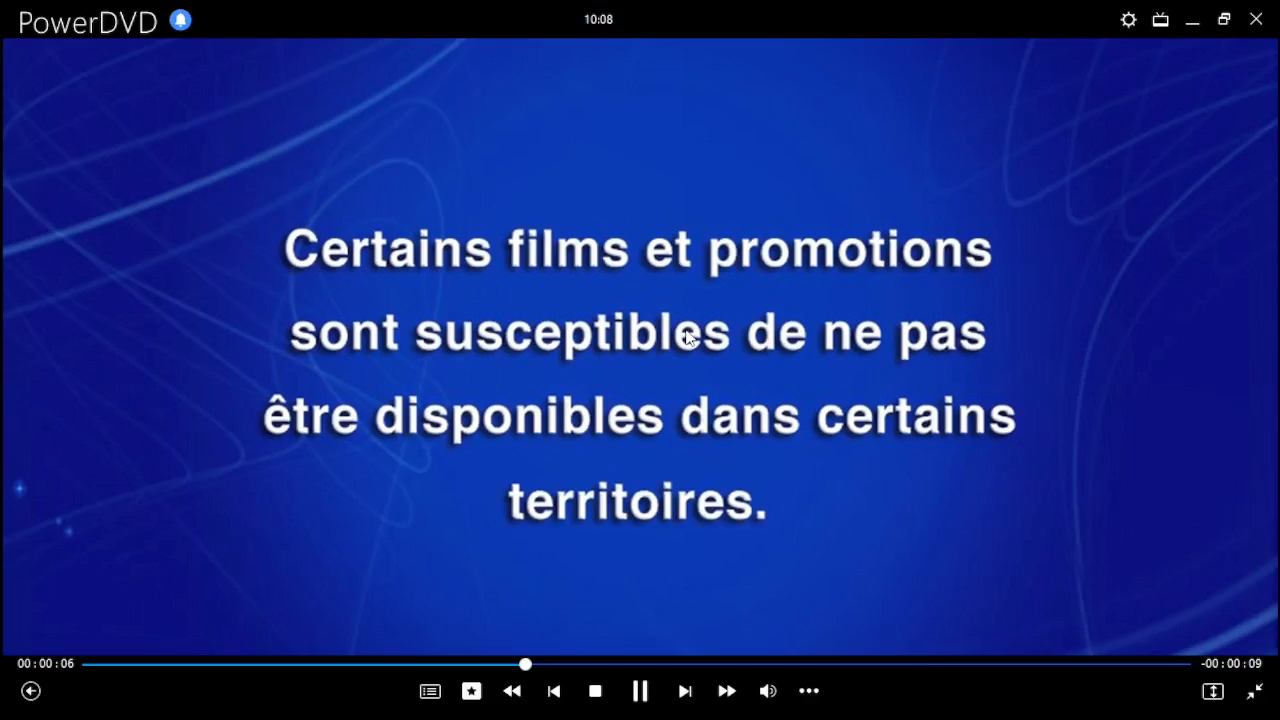 PowerDVD
10:08
Certains films et promotions
sont susceptibles de ne pas
être disponibles dans certains
territoires.
00:00:06
-00:00:09